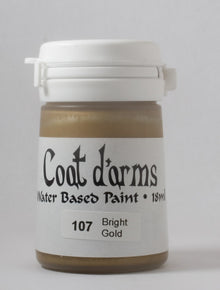 Coat d'arms
Water Based Paint • 18ml
107 Bright
Gold